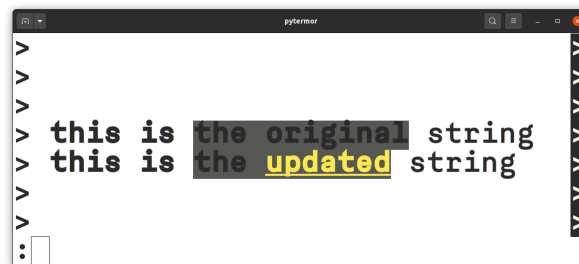 pytermor
>
>
>
> this is the original string
> this is the updated string
>
>
: